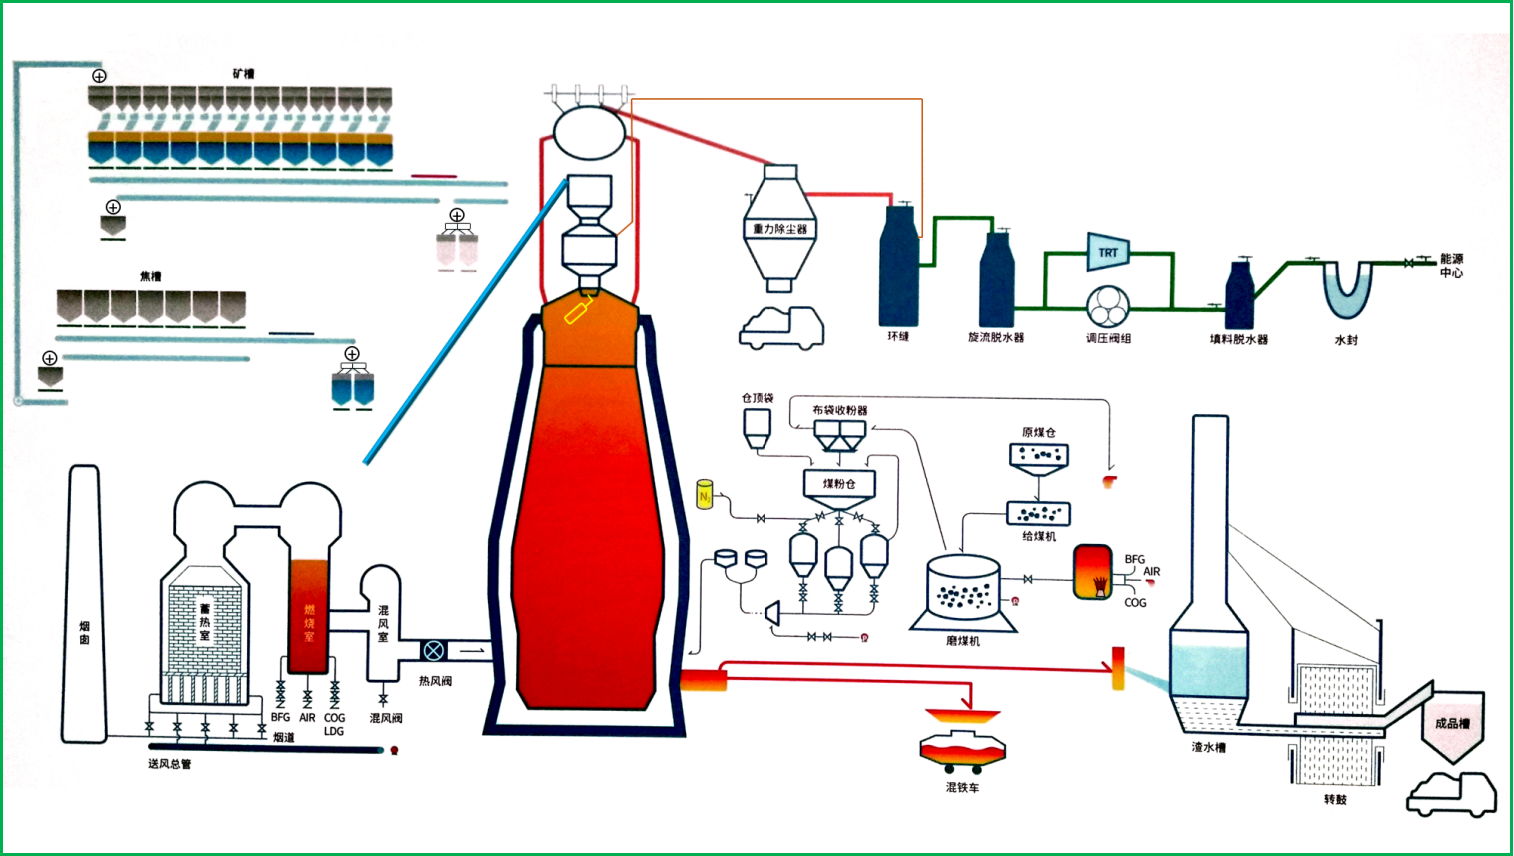 矿槽
焦槽
重力除尘器
环缝
旋流脱水器
TRT
调压阀组
填料脱水器
水封
能源
中心
仓顶袋
布袋收粉器
煤粉仓
N₂
原煤仓
给煤机
磨煤机
BFG
AIR
COG
烟囱
蓄热室
燃烧室
混风室
热风阀
混风阀
BFG
AIR
COG
LDG
烟道
送风总管
混铁车
渣水槽
转鼓
成品槽